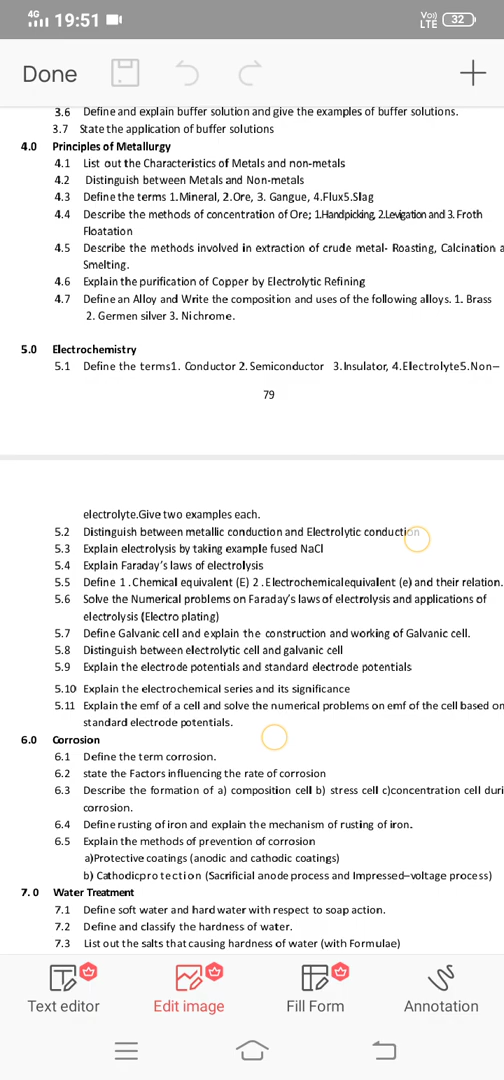 4G 19:51 Vo)) LTE 32
Done
3.6 Define and explain buffer solution and give the examples of buffer solutions.
3.7 State the application of buffer solutions
4.0 Principles of Metallurgy
4.1 List out the Characteristics of Metals and non-metals
4.2 Distinguish between Metals and Non-metals
4.3 Define the terms 1.Mineral, 2.Ore, 3. Gangue, 4.Flux5.Slag
4.4 Describe the methods of concentration of Ore; 1.Handpicking, 2.Levigation and 3. Froth
Floatation
4.5 Describe the methods involved in extraction of crude metal- Roasting, Calcination a
Smelting.
4.6 Explain the purification of Copper by Electrolytic Refining
4.7 Define an Alloy and Write the composition and uses of the following alloys. 1. Brass
2. Germen silver 3. Nichrome.
5.0 Electrochemistry
5.1 Define the terms1. Conductor 2. Semiconductor 3.Insulator, 4.Electrolyte5.Non–
79
electrolyte.Give two examples each.
5.2 Distinguish between metallic conduction and Electrolytic conduction
5.3 Explain electrolysis by taking example fused NaCl
5.4 Explain Faraday's laws of electrolysis
5.5 Define 1.Chemical equivalent (E) 2.Electrochemicalequivalent (e) and their relation.
5.6 Solve the Numerical problems on Faraday's laws of electrolysis and applications of
electrolysis (Electro plating)
5.7 Define Galvanic cell and explain the construction and working of Galvanic cell.
5.8 Distinguish between electrolytic cell and galvanic cell
5.9 Explain the electrode potentials and standard electrode potentials
5.10 Explain the electrochemical series and its significance
5.11 Explain the emf of a cell and solve the numerical problems on emf of the cell based on
standard electrode potentials.
6.0 Corrosion
6.1 Define the term corrosion.
6.2 state the Factors influencing the rate of corrosion
6.3 Describe the formation of a) composition cell b) stress cell c)concentration cell duri
corrosion.
6.4 Define rusting of iron and explain the mechanism of rusting of iron.
6.5 Explain the methods of prevention of corrosion
a)Protective coatings (anodic and cathodic coatings)
b) Cathodicprotection (Sacrificial anode process and Impressed–voltage process)
7.0 Water Treatment
7.1 Define soft water and hard water with respect to soap action.
7.2 Define and classify the hardness of water.
7.3 List out the salts that causing hardness of water (with Formulae)
Text editor Edit image Fill Form Annotation